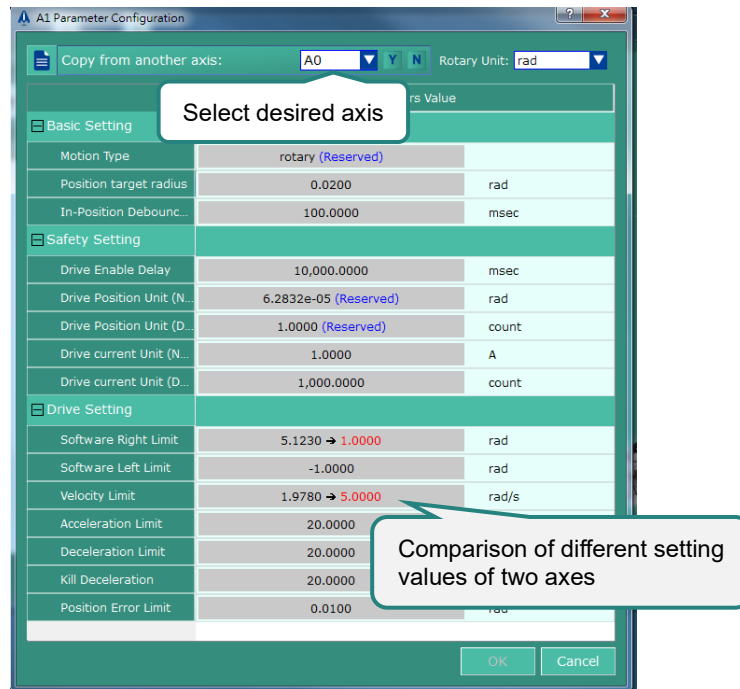 A1 Parameter Configuration
?
Copy from another axis: A0 Y N Rotary Unit: rad
Select desired axis
rs Value
Basic Setting
Motion Type rotary (Reserved)
Position target radius 0.0200 rad
In-Position Debounc... 100.0000 msec
Safety Setting
Drive Enable Delay 10,000.0000 msec
Drive Position Unit (N... 6.2832e-05 (Reserved) rad
Drive Position Unit (D... 1.0000 (Reserved) count
Drive current Unit (N... 1.0000 A
Drive current Unit (D... 1,000.0000 count
Drive Setting
Software Right Limit 5.1230 → 1.0000 rad
Software Left Limit -1.0000 rad
Velocity Limit 1.9780 → 5.0000 rad/s
Acceleration Limit 20.0000
Deceleration Limit 20.0000
Kill Deceleration 20.0000
Position Error Limit 0.0100 rad
Comparison of different setting
values of two axes
OK Cancel